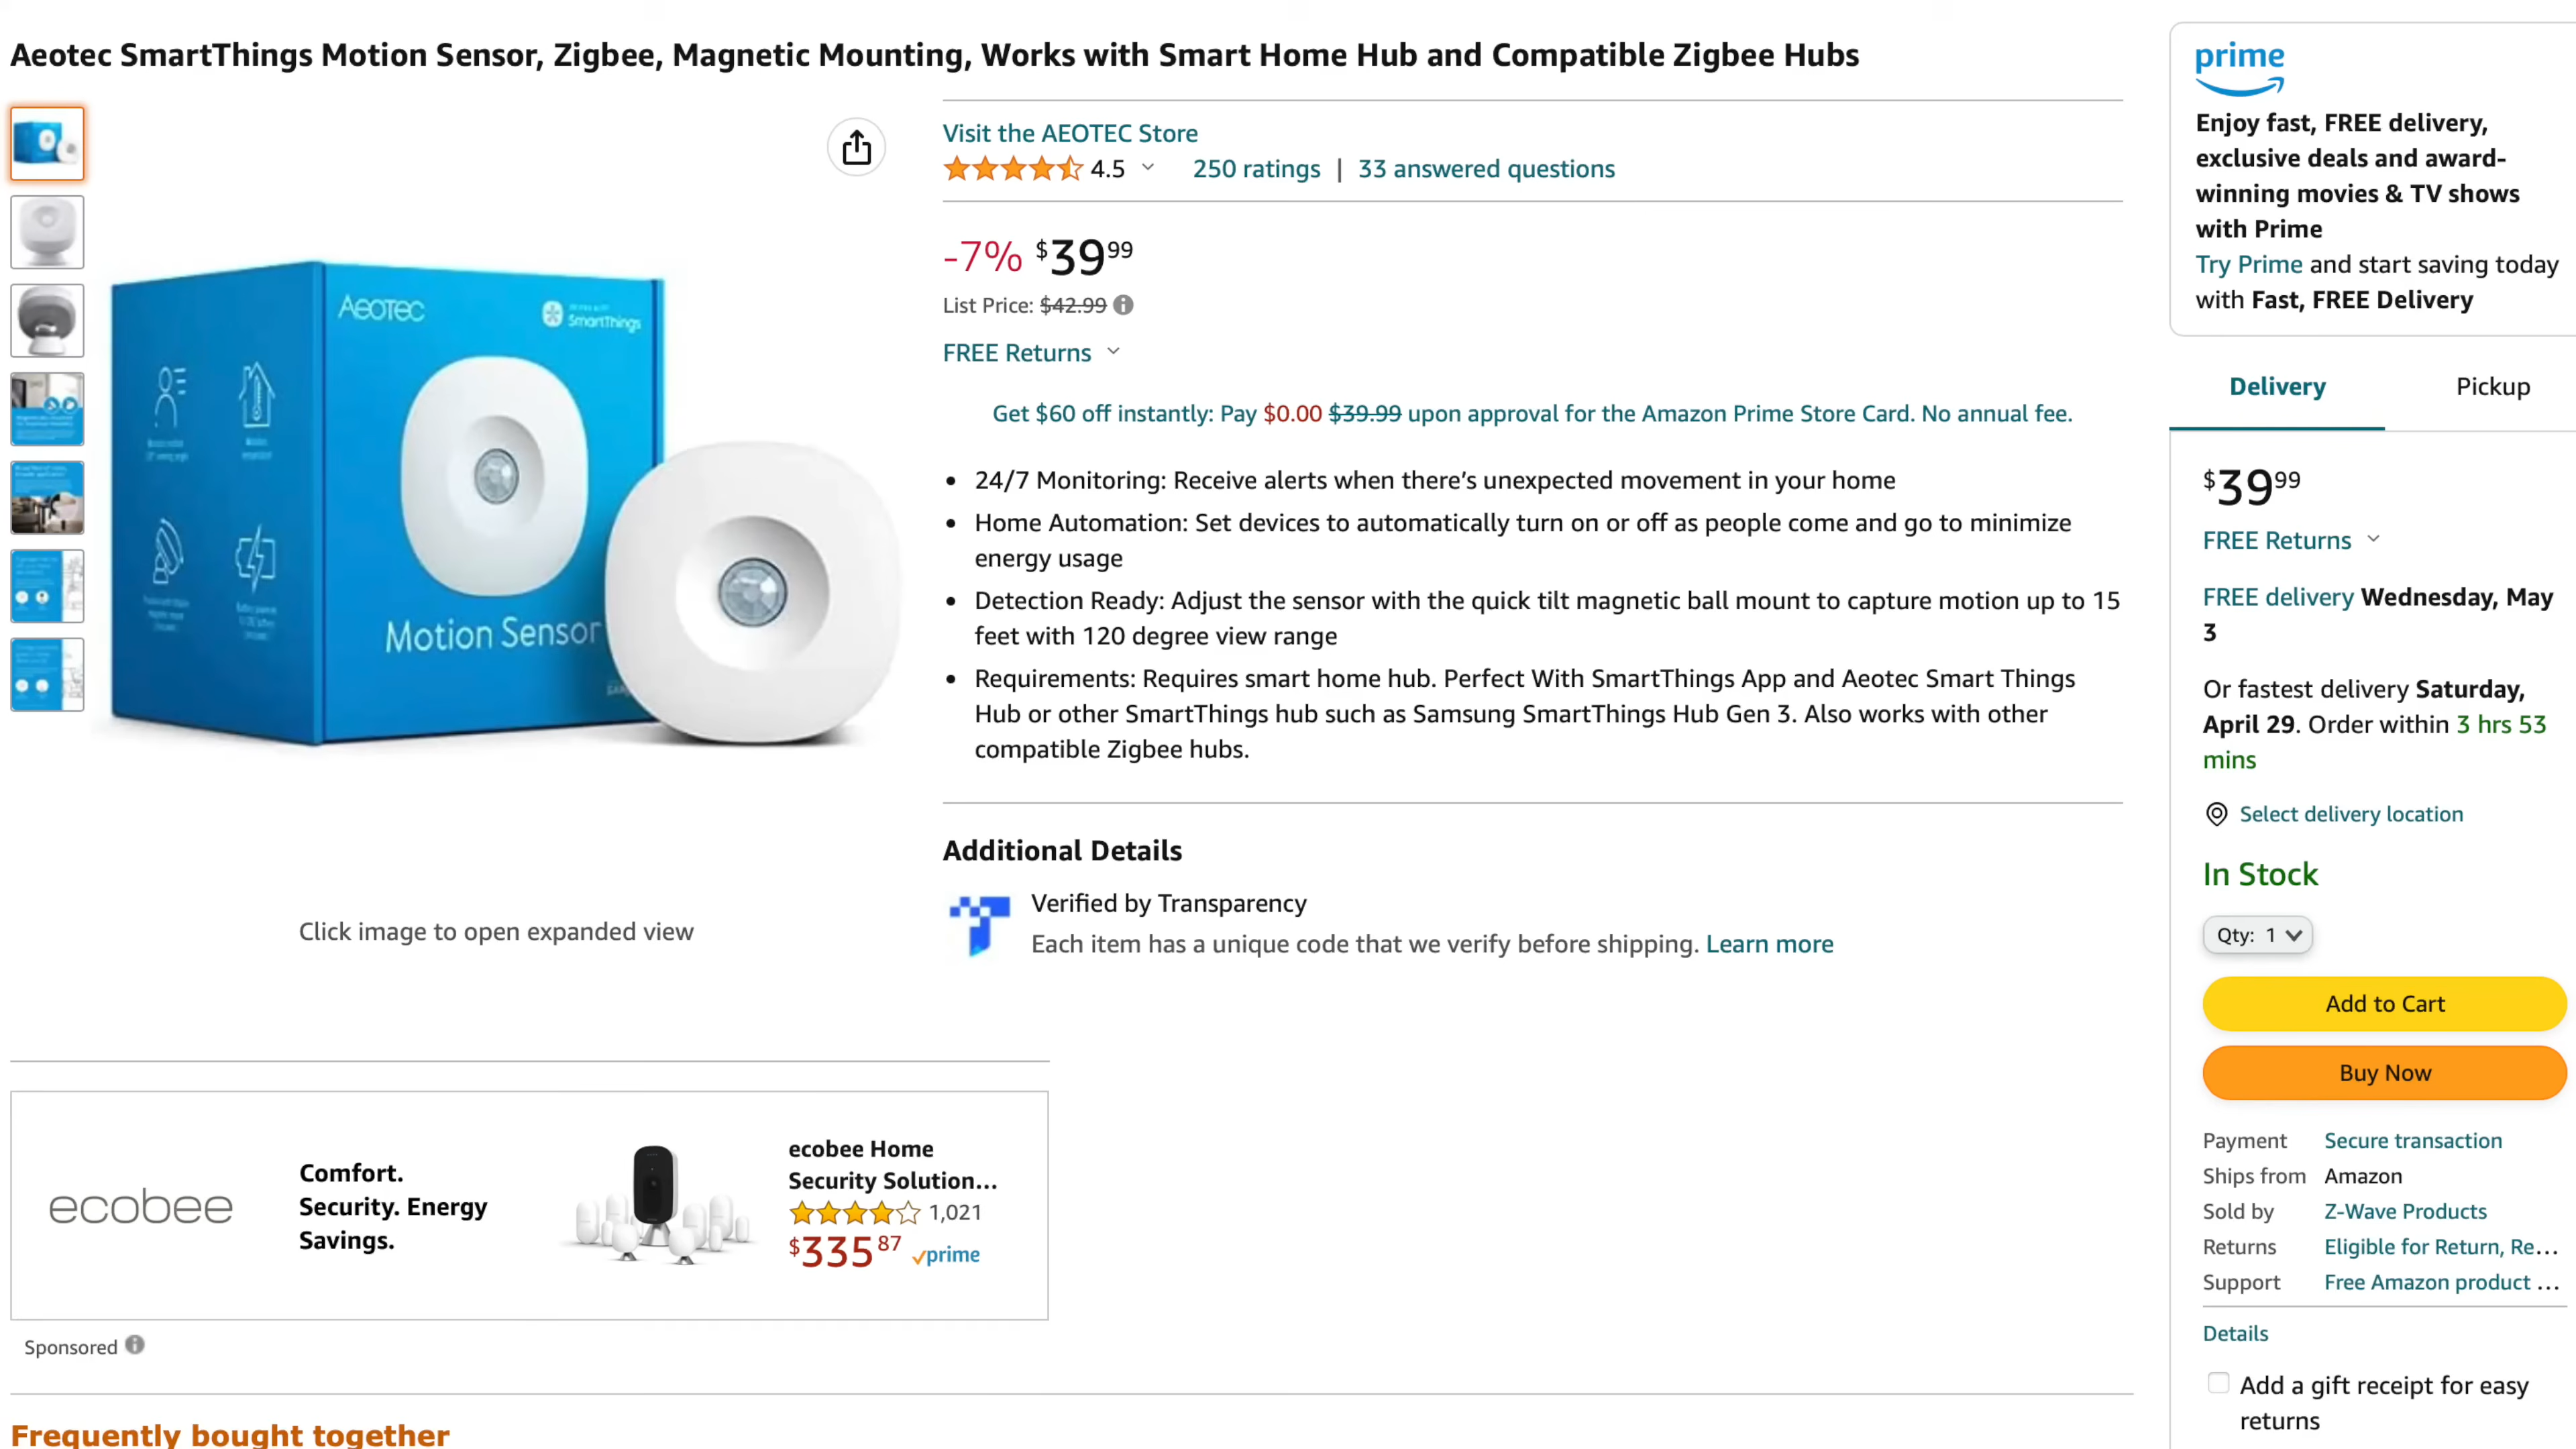 Aeotec SmartThings Motion Sensor, Zigbee, Magnetic Mounting, Works with Smart Home Hub and Compatible Zigbee Hubs
AEOTEC
SmartThings
Motion Sensor
Click image to open expanded view
Visit the AEOTEC Store
4.5
250 ratings | 33 answered questions
-7% $39 99
List Price: $42.99
FREE Returns
Get $60 off instantly: Pay $0.00 $39.99 upon approval for the Amazon Prime Store Card. No annual fee.
• 24/7 Monitoring: Receive alerts when there’s unexpected movement in your home
• Home Automation: Set devices to automatically turn on or off as people come and go to minimize
energy usage
• Detection Ready: Adjust the sensor with the quick tilt magnetic ball mount to capture motion up to 15
feet with 120 degree view range
• Requirements: Requires smart home hub. Perfect With SmartThings App and Aeotec Smart Things
Hub or other SmartThings hub such as Samsung SmartThings Hub Gen 3. Also works with other
compatible Zigbee hubs.
Additional Details
Verified by Transparency
Each item has a unique code that we verify before shipping. Learn more
ecobee
Comfort.
Security. Energy
Savings.
ecobee Home
Security Solution...
1,021
$335 87 prime
Sponsored
Frequently bought together
prime
Enjoy fast, FREE delivery,
exclusive deals and award-
winning movies & TV shows
with Prime
Try Prime and start saving today
with Fast, FREE Delivery
Delivery
Pickup
$39 99
FREE Returns
FREE delivery Wednesday, May
3
Or fastest delivery Saturday,
April 29. Order within 3 hrs 53
mins
Select delivery location
In Stock
Qty: 1
Add to Cart
Buy Now
Payment Secure transaction
Ships from Amazon
Sold by Z-Wave Products
Returns Eligible for Return, Re...
Support Free Amazon product ...
Details
Add a gift receipt for easy
returns